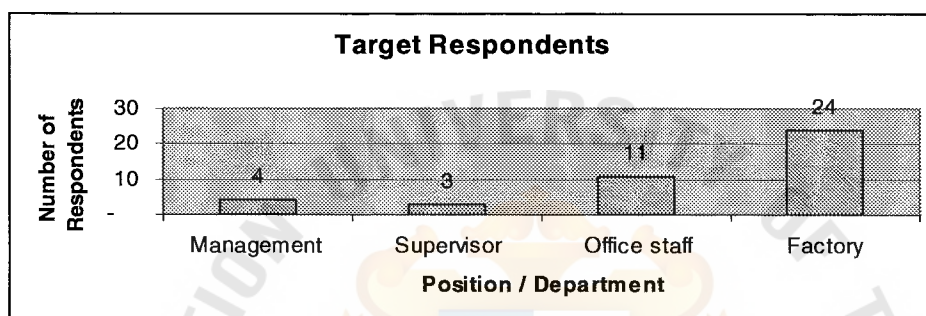 Target Respondents
Number of
Respondents
30
20
10
-
4
3
11
24
Management Supervisor Office staff Factory
Position / Department